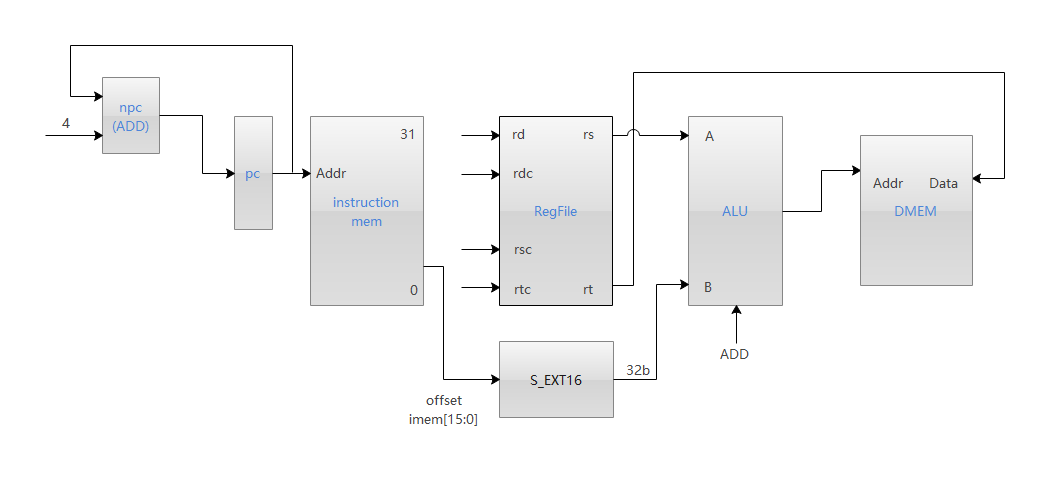 4
npc
(ADD)
pc
31
Addr
instruction
mem
0
rd
rs
rdc
RegFile
rsc
rtc
rt
A
ALU
B
ADD
Addr
Data
DMEM
S_EXT16
32b
offset
imem[15:0]